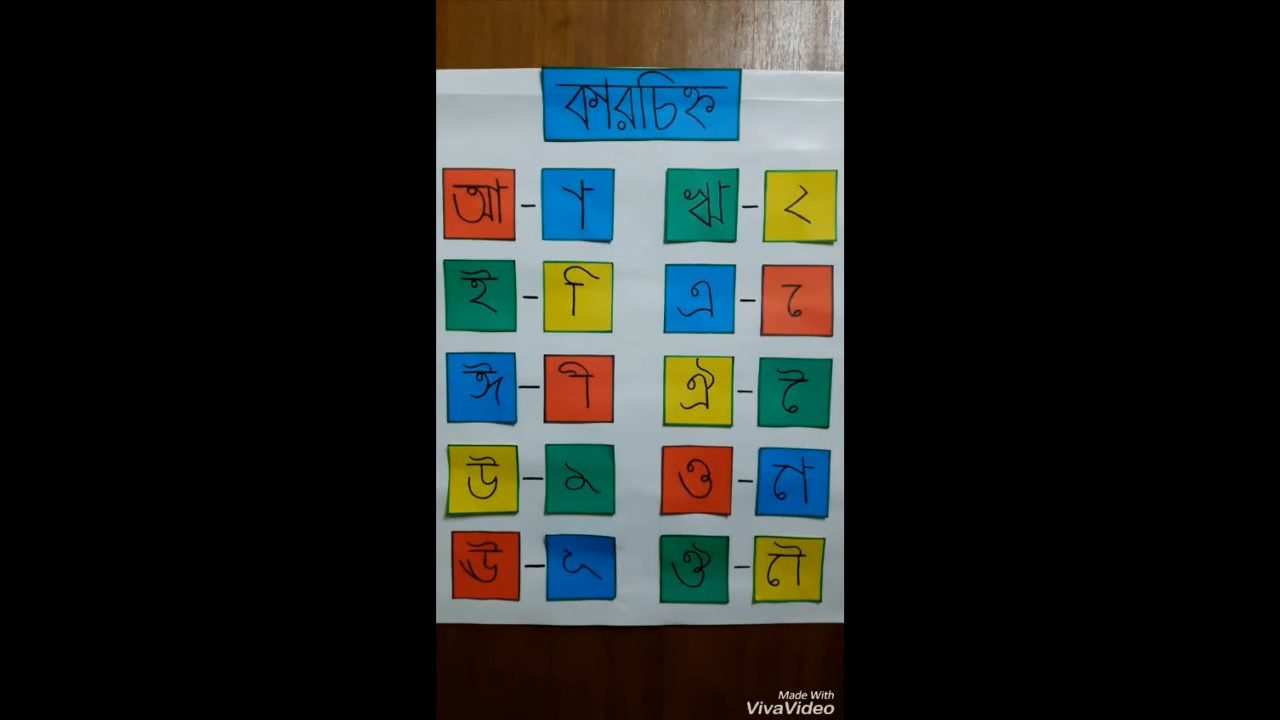 কারচিহ্ন
আ - া ঋ - ৃ
ই - ি এ - ে
ঈ - ী ঐ - ৈ
উ - ু ও - ো
ঊ - ূ ঔ - ৌ
Made With
VivaVideo